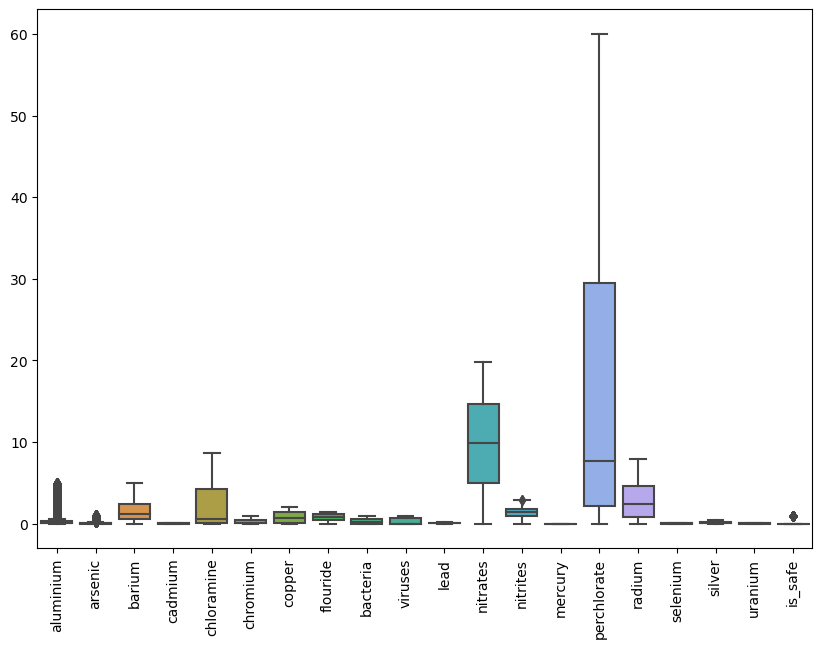 60
50
40
30
20
10
0
aluminium
arsenic
barium
cadmium
chloramine
chromium
copper
flouride
bacteria
viruses
lead
nitrates
nitrites
mercury
perchlorate
radium
selenium
silver
uranium
is_safe